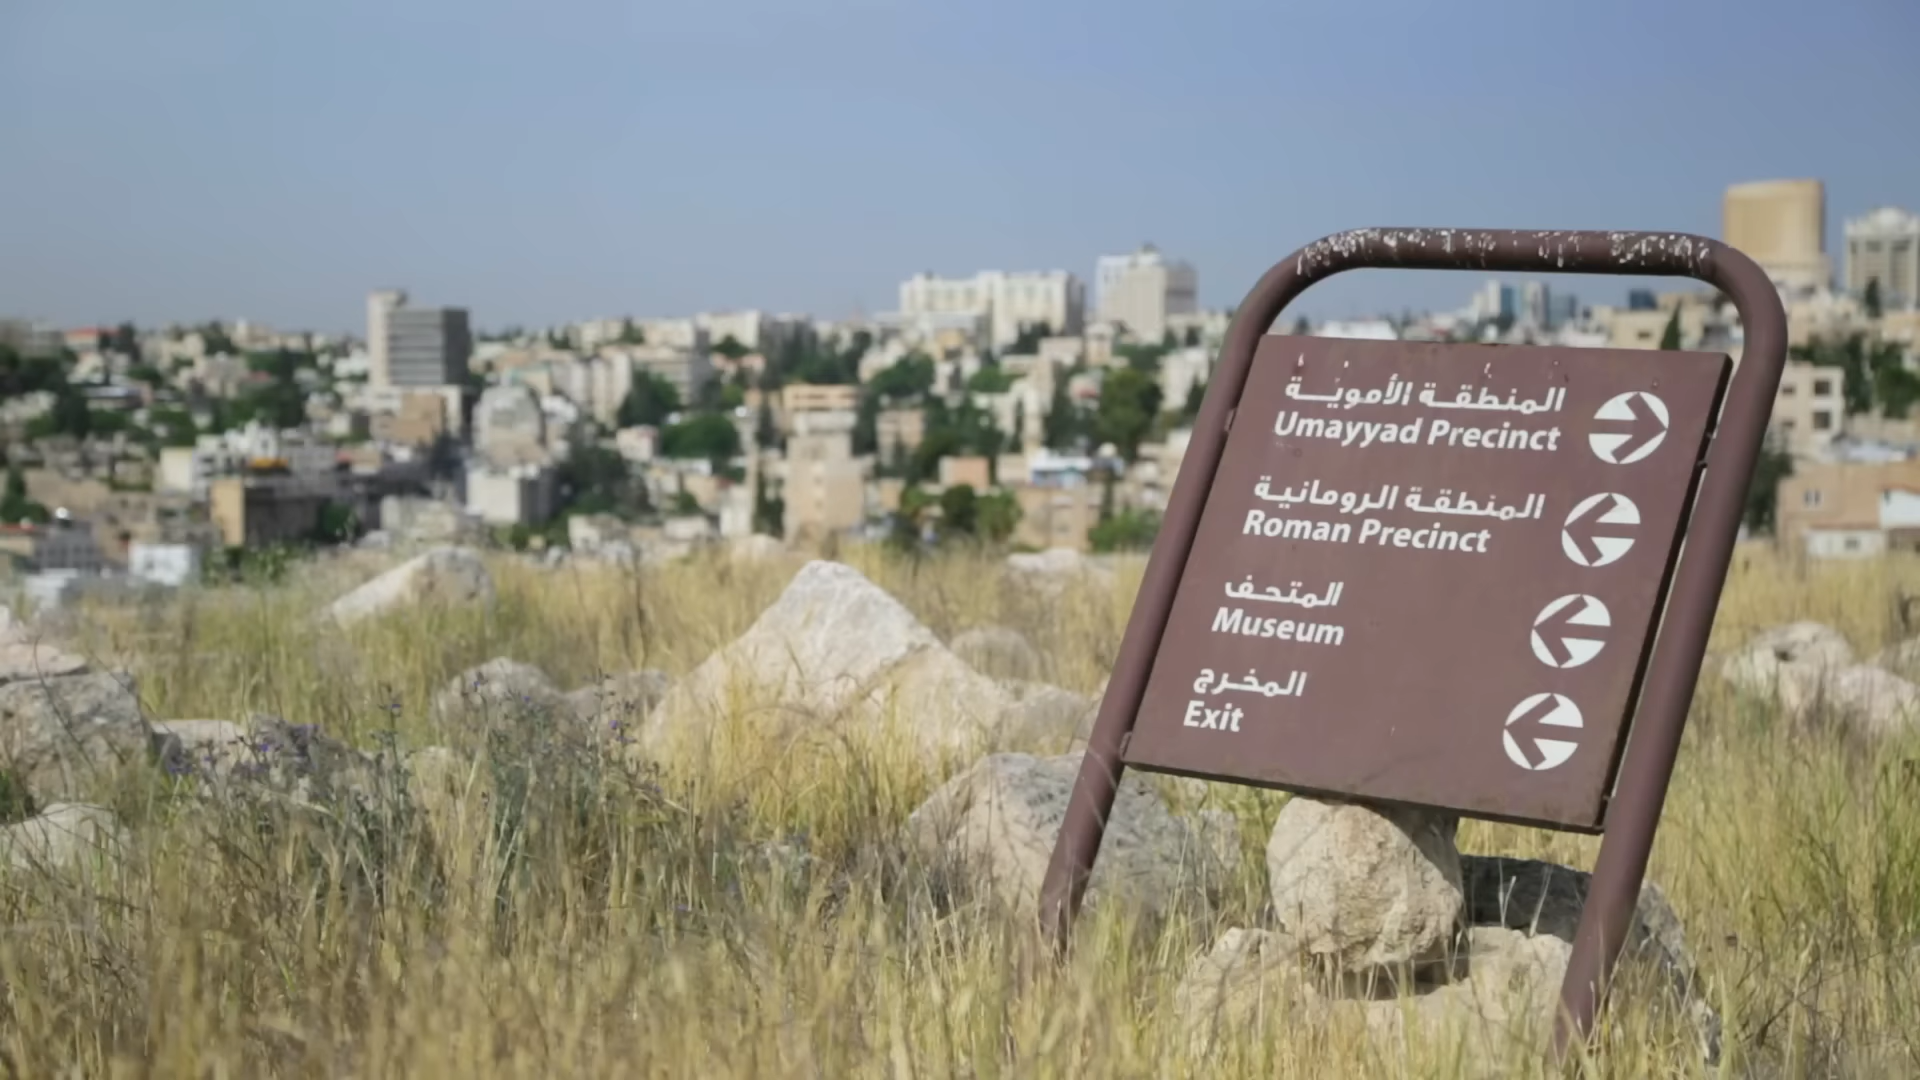 المنطقة الأموية
Umayyad Precinct
المنطقة الرومانية
Roman Precinct
المتحف
Museum
المخرج
Exit